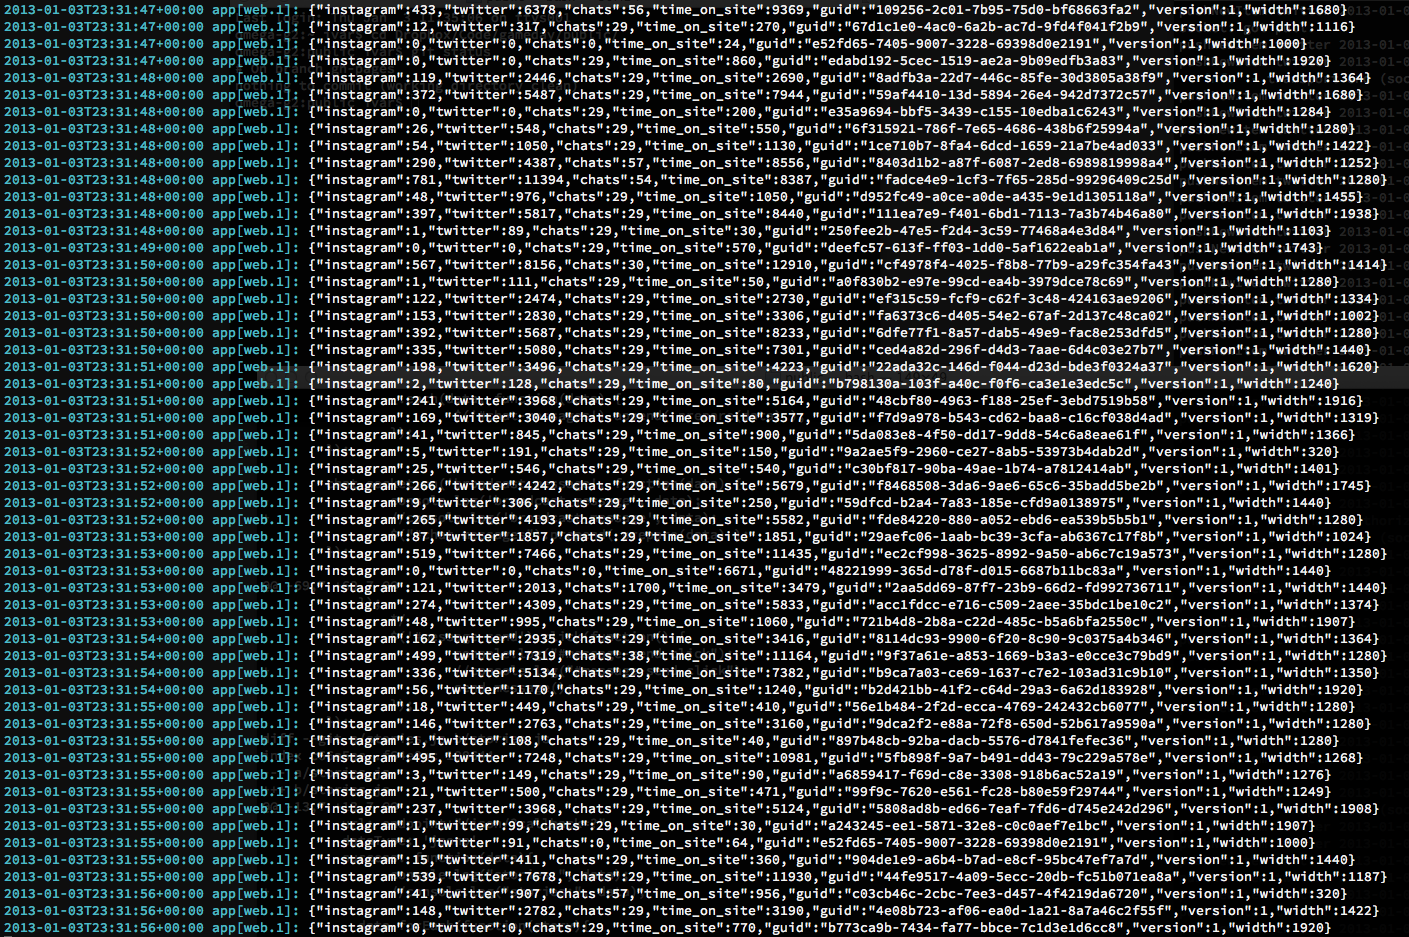 2013-01-03T23:31:47+00:00 app[web.1]: {"instagram":433,"twitter":6378,"chats":56,"time_on_site":9369,"guid":"109256-2c01-7b95-75d0-bf68663fa2","version":1,"width":1680}
2013-01-03T23:31:47+00:00 app[web.1]: {"instagram":0,"twitter":0,"chats":29,"time_on_site":270,"guid":"67d1c1e0-4ac0-6a2b-ac7d-9fd4f041f2b9","version":1,"width":1116}
2013-01-03T23:31:47+00:00 app[web.1]: {"instagram":0,"twitter":0,"chats":0,"time_on_site":24,"guid":"e52fd65-7405-9007-3228-69398d0e2191","version":1,"width":1000}
2013-01-03T23:31:47+00:00 app[web.1]: {"instagram":0,"twitter":0,"chats":29,"time_on_site":860,"guid":"edabd192-5cec-1519-ae2a-9b09edfb3a83","version":1,"width":1920}
2013-01-03T23:31:48+00:00 app[web.1]: {"instagram":119,"twitter":2446,"chats":29,"time_on_site":2690,"guid":"8adfb3a-22d7-446c-85fe-30d3805a38f9","version":1,"width":1364}
2013-01-03T23:31:48+00:00 app[web.1]: {"instagram":372,"twitter":5487,"chats":29,"time_on_site":7944,"guid":"59af4410-13d-5894-26e4-942d7372c57","version":1,"width":1680}
2013-01-03T23:31:48+00:00 app[web.1]: {"instagram":0,"twitter":0,"chats":29,"time_on_site":200,"guid":"e35a9694-bbf5-3439-c155-10edba1c6243","version":1,"width":1284}
2013-01-03T23:31:48+00:00 app[web.1]: {"instagram":26,"twitter":548,"chats":29,"time_on_site":550,"guid":"6f315921-786f-7e65-4686-438b6f25994a","version":1,"width":1280}
2013-01-03T23:31:48+00:00 app[web.1]: {"instagram":54,"twitter":1050,"chats":29,"time_on_site":1130,"guid":"1ce710b7-8fa4-6dcd-1659-21a7be4ad033","version":1,"width":1422}
2013-01-03T23:31:48+00:00 app[web.1]: {"instagram":290,"twitter":4387,"chats":57,"time_on_site":8556,"guid":"8403d1b2-a87f-6087-2ed8-6989819998a4","version":1,"width":1252}
2013-01-03T23:31:48+00:00 app[web.1]: {"instagram":781,"twitter":11394,"chats":54,"time_on_site":8387,"guid":"fadce4e9-1cf3-7f65-285d-99296409c25d","version":1,"width":1280}
2013-01-03T23:31:48+00:00 app[web.1]: {"instagram":48,"twitter":976,"chats":29,"time_on_site":1050,"guid":"d952fc49-a0ce-a0de-a435-9e1d1305118a","version":1,"width":1455}
2013-01-03T23:31:48+00:00 app[web.1]: {"instagram":397,"twitter":5817,"chats":29,"time_on_site":8440,"guid":"111ea7e9-f401-6bd1-7113-7a3b74b46a80","version":1,"width":1938}
2013-01-03T23:31:48+00:00 app[web.1]: {"instagram":1,"twitter":89,"chats":29,"time_on_site":30,"guid":"250fee2b-47e5-f2d4-3c59-77468a4e3d84","version":1,"width":1103}
2013-01-03T23:31:49+00:00 app[web.1]: {"instagram":0,"twitter":0,"chats":29,"time_on_site":570,"guid":"deefc57-613f-ff03-1dd0-5af1622eab1a","version":1,"width":1743}
2013-01-03T23:31:50+00:00 app[web.1]: {"instagram":567,"twitter":8156,"chats":30,"time_on_site":12910,"guid":"cf4978f4-4025-f8b8-77b9-a29fc354fa43","version":1,"width":1414}
2013-01-03T23:31:50+00:00 app[web.1]: {"instagram":1,"twitter":111,"chats":29,"time_on_site":50,"guid":"a0f830b2-e97e-99cd-ea4b-3979dce78c69","version":1,"width":1280}
2013-01-03T23:31:50+00:00 app[web.1]: {"instagram":122,"twitter":2474,"chats":29,"time_on_site":2730,"guid":"ef315c59-fcf9-c62f-3c48-424163ae9206","version":1,"width":1334}
2013-01-03T23:31:50+00:00 app[web.1]: {"instagram":153,"twitter":2830,"chats":29,"time_on_site":3306,"guid":"fa6373c6-d405-54e2-67af-2d137c48ca02","version":1,"width":1002}
2013-01-03T23:31:50+00:00 app[web.1]: {"instagram":392,"twitter":5687,"chats":29,"time_on_site":8233,"guid":"6dfe77f1-8a57-dab5-49e9-fac8e253dfd5","version":1,"width":1280}
2013-01-03T23:31:50+00:00 app[web.1]: {"instagram":335,"twitter":5080,"chats":29,"time_on_site":7301,"guid":"ced4a82d-296f-d4d3-7aae-6d4c03e27b7","version":1,"width":1440}
2013-01-03T23:31:51+00:00 app[web.1]: {"instagram":198,"twitter":3496,"chats":29,"time_on_site":4223,"guid":"22ada32c-146d-f044-d23d-bde3f0324a37","version":1,"width":1620}
2013-01-03T23:31:51+00:00 app[web.1]: {"instagram":2,"twitter":128,"chats":29,"time_on_site":80,"guid":"b798130a-103f-a40c-f0f6-ca3e1e3edc5c","version":1,"width":1240}
2013-01-03T23:31:51+00:00 app[web.1]: {"instagram":241,"twitter":3968,"chats":29,"time_on_site":5164,"guid":"48cbf80-4963-f188-25ef-3ebd7519b58","version":1,"width":1916}
2013-01-03T23:31:51+00:00 app[web.1]: {"instagram":169,"twitter":3040,"chats":29,"time_on_site":3577,"guid":"f7d9a978-b543-cd62-baa8-c16cf038d4ad","version":1,"width":1319}
2013-01-03T23:31:51+00:00 app[web.1]: {"instagram":41,"twitter":845,"chats":29,"time_on_site":900,"guid":"5da083e8-4f50-dd17-9dd8-54c6a8eae61f","version":1,"width":1366}
2013-01-03T23:31:52+00:00 app[web.1]: {"instagram":5,"twitter":191,"chats":29,"time_on_site":150,"guid":"9a2ae5f9-2960-ce27-8ab5-53973b4dab2d","version":1,"width":320}
2013-01-03T23:31:52+00:00 app[web.1]: {"instagram":25,"twitter":546,"chats":29,"time_on_site":540,"guid":"c30bf817-90ba-49ae-1b74-a7812414ab","version":1,"width":1401}
2013-01-03T23:31:52+00:00 app[web.1]: {"instagram":266,"twitter":4242,"chats":29,"time_on_site":5679,"guid":"f8468508-3da6-9ae6-65c6-35badd5be2b","version":1,"width":1745}
2013-01-03T23:31:52+00:00 app[web.1]: {"instagram":9,"twitter":306,"chats":29,"time_on_site":250,"guid":"59dfcd-b2a4-7a83-185e-cfd9a0138975","version":1,"width":1440}
2013-01-03T23:31:52+00:00 app[web.1]: {"instagram":265,"twitter":4193,"chats":29,"time_on_site":5582,"guid":"fde84220-880-a052-ebd6-ea539b5b5b1","version":1,"width":1280}
2013-01-03T23:31:53+00:00 app[web.1]: {"instagram":87,"twitter":1857,"chats":29,"time_on_site":1851,"guid":"29aefc06-1aab-bc39-3cfa-ab6367c17f8b","version":1,"width":1024}
2013-01-03T23:31:53+00:00 app[web.1]: {"instagram":519,"twitter":7466,"chats":29,"time_on_site":11435,"guid":"ec2cf998-3625-8992-9a50-ab6c7c19a573","version":1,"width":1280}
2013-01-03T23:31:53+00:00 app[web.1]: {"instagram":0,"twitter":0,"chats":0,"time_on_site":6671,"guid":"48221999-365d-d78f-d015-6687b11bc83a","version":1,"width":1440}
2013-01-03T23:31:53+00:00 app[web.1]: {"instagram":121,"twitter":2013,"chats":1700,"time_on_site":3479,"guid":"2aa5dd69-87f7-23b9-66d2-fd992736711","version":1,"width":1440}
2013-01-03T23:31:53+00:00 app[web.1]: {"instagram":274,"twitter":4309,"chats":29,"time_on_site":5833,"guid":"acc1fdcc-e716-c509-2aee-35bdc1be10c2","version":1,"width":1374}
2013-01-03T23:31:53+00:00 app[web.1]: {"instagram":48,"twitter":995,"chats":29,"time_on_site":1060,"guid":"721b4d8-2b8a-c22d-485c-b5a6bfa2550c","version":1,"width":1907}
2013-01-03T23:31:54+00:00 app[web.1]: {"instagram":162,"twitter":2935,"chats":29,"time_on_site":3416,"guid":"8114dc93-9900-6f20-8c90-9c0375a4b346","version":1,"width":1364}
2013-01-03T23:31:54+00:00 app[web.1]: {"instagram":499,"twitter":7319,"chats":38,"time_on_site":11164,"guid":"9f37a61e-a853-1669-b3a3-e0cce3c79bd9","version":1,"width":1280}
2013-01-03T23:31:54+00:00 app[web.1]: {"instagram":336,"twitter":5134,"chats":29,"time_on_site":7382,"guid":"b9ca7a03-ce69-1637-c7e2-103ad31c9b10","version":1,"width":1350}
2013-01-03T23:31:54+00:00 app[web.1]: {"instagram":56,"twitter":1170,"chats":29,"time_on_site":1240,"guid":"b2d421bb-41f2-c64d-29a3-6a62d183928","version":1,"width":1920}
2013-01-03T23:31:55+00:00 app[web.1]: {"instagram":18,"twitter":449,"chats":29,"time_on_site":410,"guid":"56e1b484-2f2d-ecca-4769-242432cb6077","version":1,"width":1280}
2013-01-03T23:31:55+00:00 app[web.1]: {"instagram":146,"twitter":2763,"chats":29,"time_on_site":3160,"guid":"9dca2f2-e88a-72f8-650d-52b617a9590a","version":1,"width":1280}
2013-01-03T23:31:55+00:00 app[web.1]: {"instagram":1,"twitter":108,"chats":29,"time_on_site":40,"guid":"897b48cb-92ba-dacb-5576-d7841fefec36","version":1,"width":1280}
2013-01-03T23:31:55+00:00 app[web.1]: {"instagram":495,"twitter":7248,"chats":29,"time_on_site":10981,"guid":"5fb898f-9a7-b491-dd43-79c229a578e","version":1,"width":1268}
2013-01-03T23:31:55+00:00 app[web.1]: {"instagram":3,"twitter":149,"chats":29,"time_on_site":90,"guid":"a6859417-f69d-c8e-3308-918b6ac52a19","version":1,"width":1276}
2013-01-03T23:31:55+00:00 app[web.1]: {"instagram":21,"twitter":500,"chats":29,"time_on_site":471,"guid":"99f9c-7620-e561-fc28-b80e59f29744","version":1,"width":1249}
2013-01-03T23:31:55+00:00 app[web.1]: {"instagram":237,"twitter":3968,"chats":29,"time_on_site":5124,"guid":"5808ad8b-ed66-7eaf-7fd6-d745e242d296","version":1,"width":1908}
2013-01-03T23:31:55+00:00 app[web.1]: {"instagram":1,"twitter":99,"chats":29,"time_on_site":30,"guid":"a243245-ee1-5871-32e8-c0c0aef7e1bc","version":1,"width":1907}
2013-01-03T23:31:55+00:00 app[web.1]: {"instagram":1,"twitter":91,"chats":0,"time_on_site":64,"guid":"e52fd65-7405-9007-3228-69398d0e2191","version":1,"width":1000}
2013-01-03T23:31:55+00:00 app[web.1]: {"instagram":15,"twitter":411,"chats":29,"time_on_site":360,"guid":"904de1e9-a6b4-b7ad-e8cf-95bc47ef7a7d","version":1,"width":1440}
2013-01-03T23:31:55+00:00 app[web.1]: {"instagram":539,"twitter":7678,"chats":29,"time_on_site":11930,"guid":"44fe9517-4a09-5ecc-20db-fc51b071ea8a","version":1,"width":1187}
2013-01-03T23:31:56+00:00 app[web.1]: {"instagram":41,"twitter":907,"chats":57,"time_on_site":956,"guid":"c03cb46c-2cbc-7ee3-d457-4f4219da6720","version":1,"width":320}
2013-01-03T23:31:56+00:00 app[web.1]: {"instagram":148,"twitter":2782,"chats":29,"time_on_site":3190,"guid":"4e08b723-af06-ea0d-1a21-8a7a46c2f55f","version":1,"width":1422}
2013-01-03T23:31:56+00:00 app[web.1]: {"instagram":0,"twitter":0,"chats":29,"time_on_site":770,"guid":"b773ca9b-7434-fa77-bbce-7c1d3e1d6cc8","version":1,"width":1920}